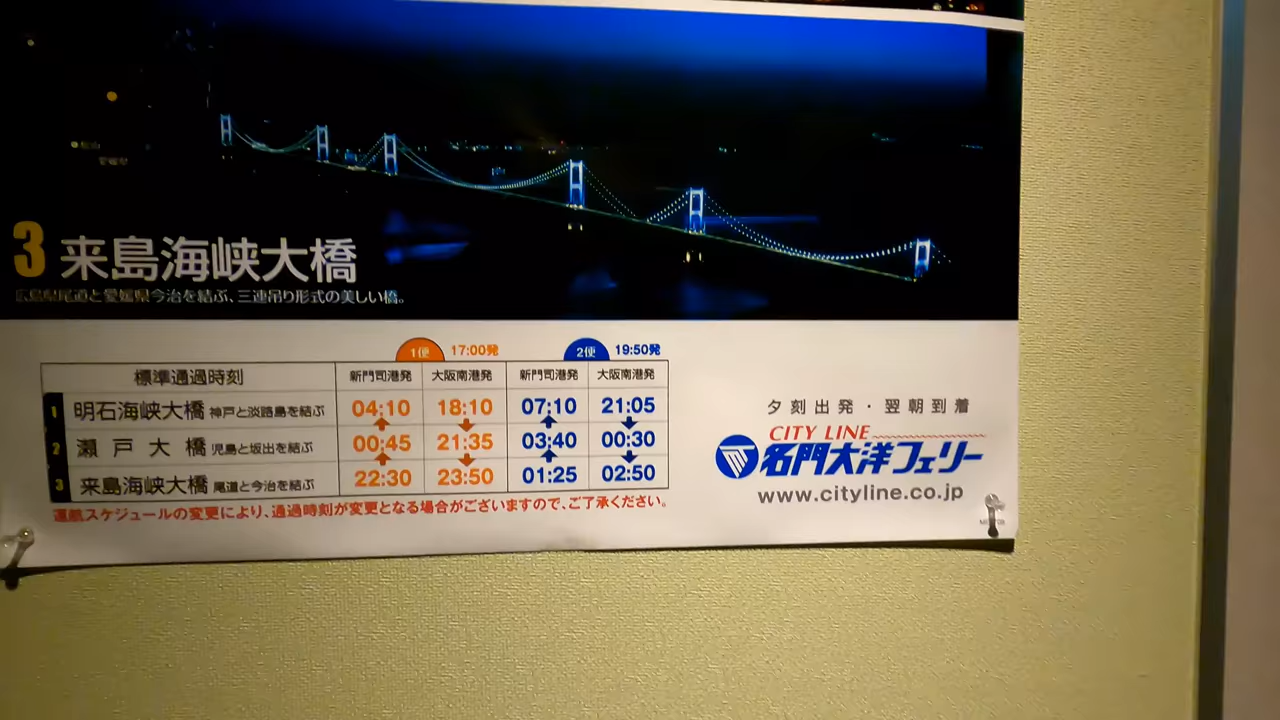 3 来島海峡大橋
広島県尾道と愛媛県今治を結ぶ、三連吊り形式の美しい橋。
1便 17:00発 2便 19:50発
標準通過時刻 新門司港発 大阪南港発 新門司港発 大阪南港発
1 明石海峡大橋 神戸と淡路島を結ぶ 04:10 18:10 07:10 21:05
2 瀬戸大橋 児島と坂出を結ぶ 00:45 21:35 03:40 00:30
3 来島海峡大橋 尾道と今治を結ぶ 22:30 23:50 01:25 02:50
運航スケジュールの変更により、通過時刻が変更となる場合がございますので、ご了承ください。
夕刻出発・翌朝到着
CITY LINE
名門大洋フェリー
www.cityline.co.jp